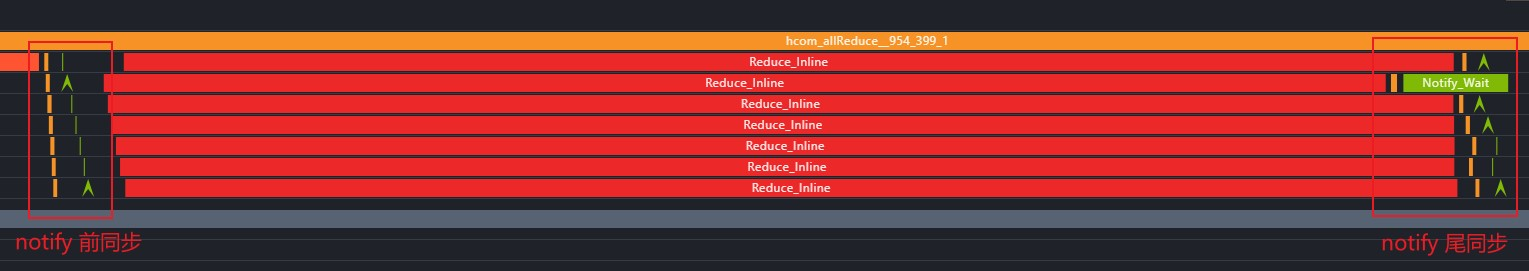 hcom_allReduce__954_399_1
Reduce_Inline
Reduce_Inline
Notify_Wait
Reduce_Inline
Reduce_Inline
Reduce_Inline
Reduce_Inline
Reduce_Inline
notify 前同步
notify 尾同步